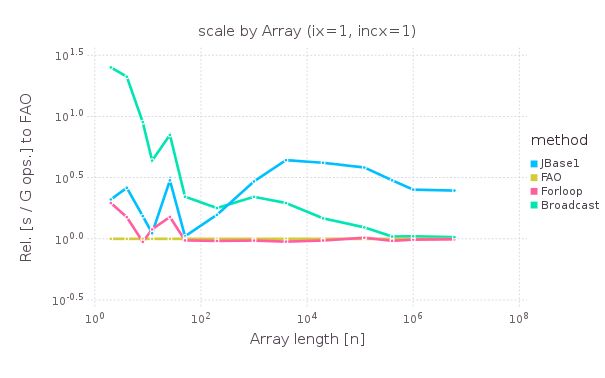 scale by Array (ix=1, incx=1)
Rel. [s / G ops.] to FAO
10^1.5
10^1.0
10^0.5
10^0.0
10^-0.5
10^0
10^2
10^4
10^6
10^8
Array length [n]
method
JBase1
FAO
Forloop
Broadcast